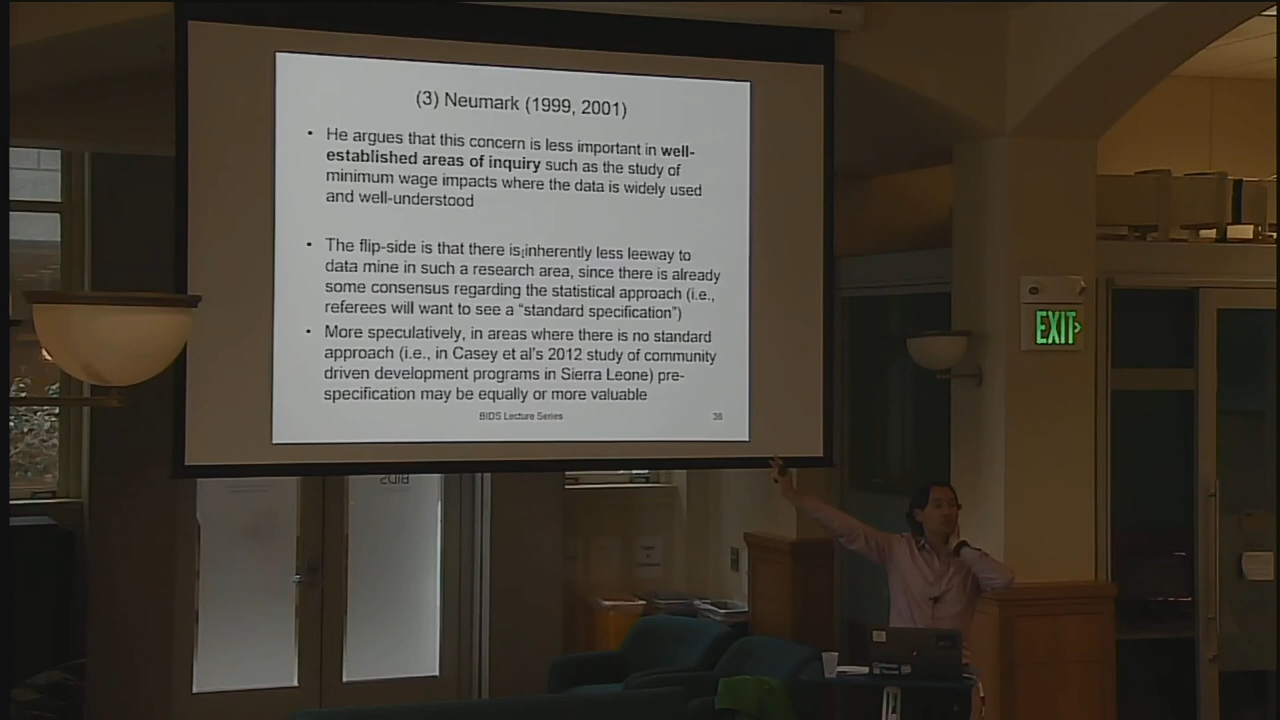 (3) Neumark (1999, 2001)
• He argues that this concern is less important in well-
established areas of inquiry such as the study of
minimum wage impacts where the data is widely used
and well-understood
• The flip-side is that there is inherently less leeway to
data mine in such a research area, since there is already
some consensus regarding the statistical approach (i.e.,
referees will want to see a “standard specification”)
• More speculatively, in areas where there is no standard
approach (i.e., in Casey et al's 2012 study of community
driven development programs in Sierra Leone) pre-
specification may be equally or more valuable
BIDS Lecture Series
36
EXIT
BIDS